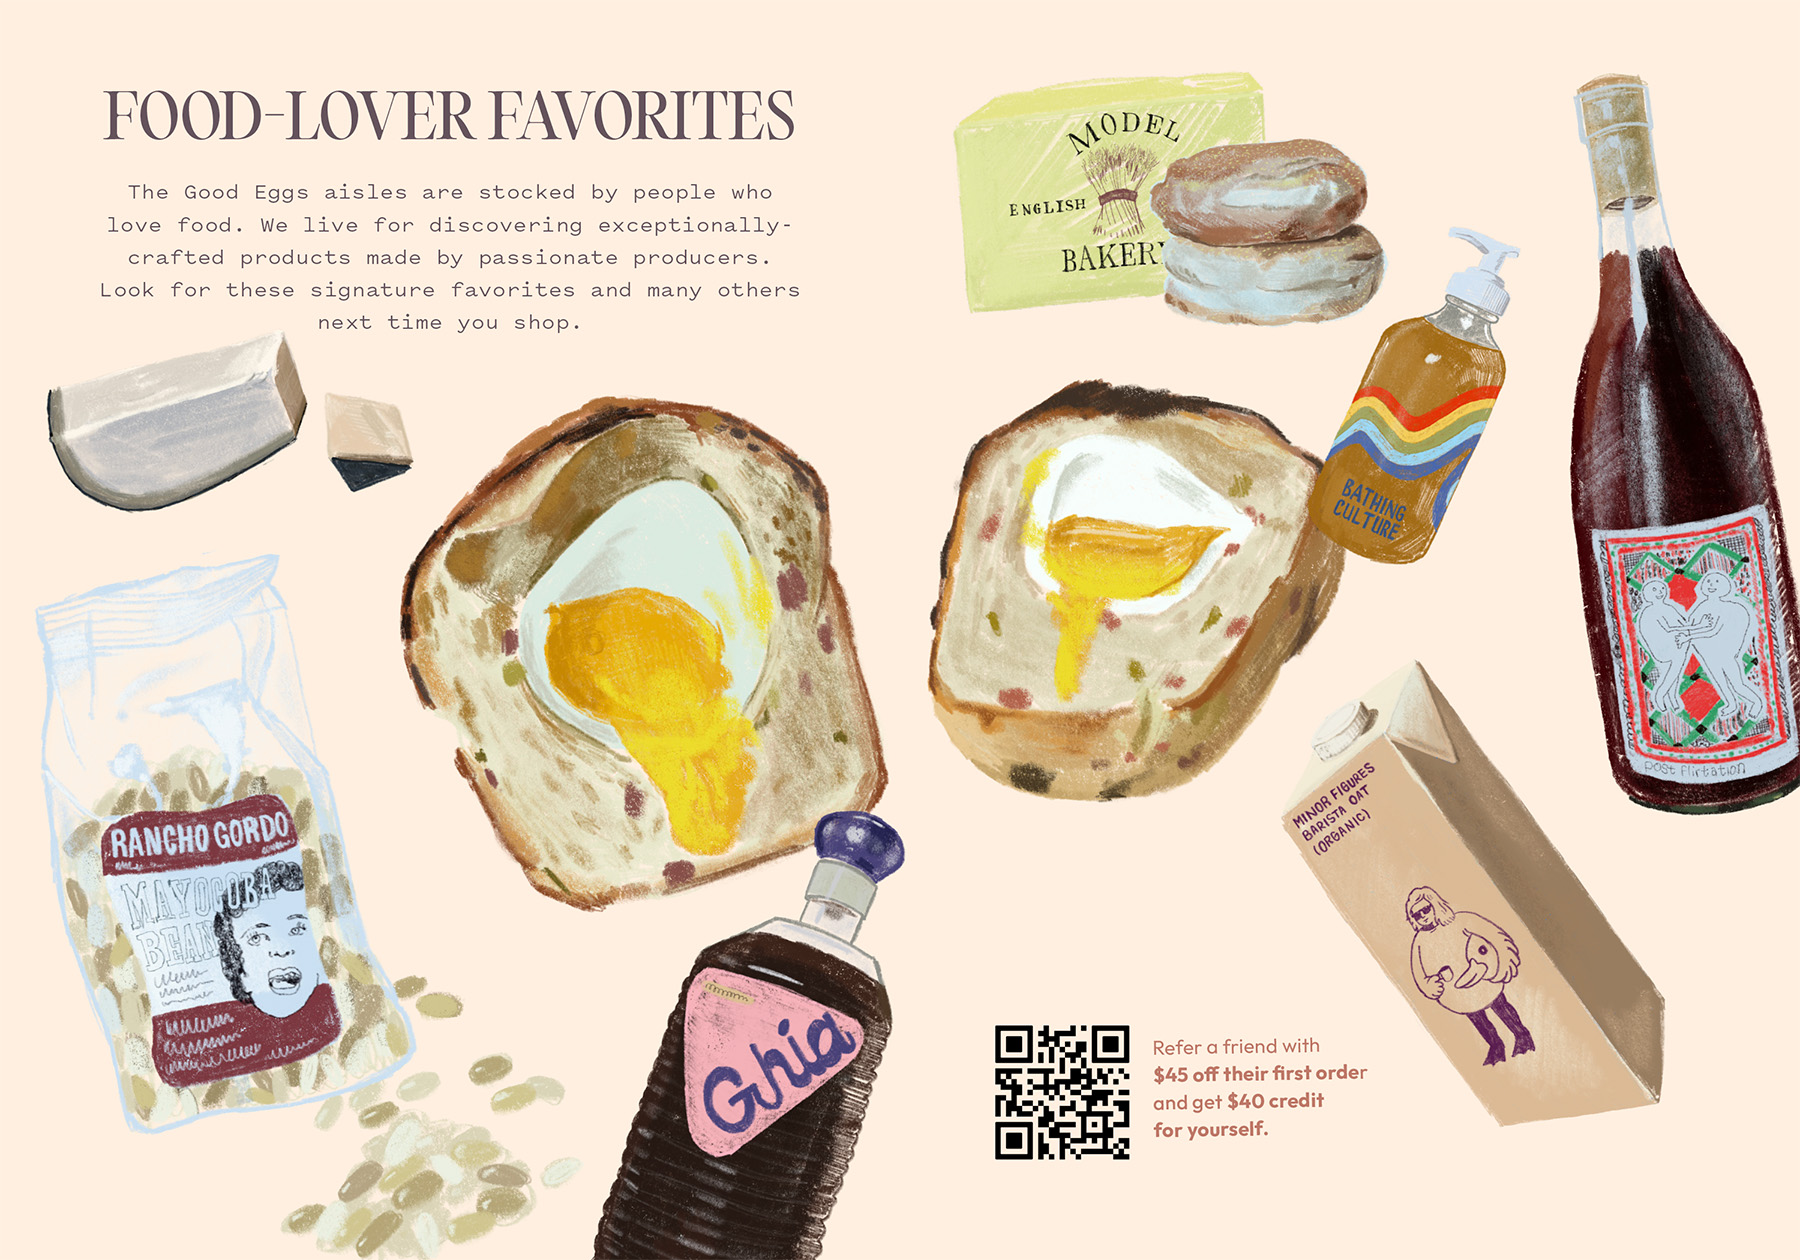 FOOD-LOVER FAVORITES
The Good Eggs aisles are stocked by people who
love food. We live for discovering exceptionally-
crafted products made by passionate producers.
Look for these signature favorites and many others
next time you shop.
MODEL
ENGLISH
BAKERY
BATHING
CULTURE
post flirtation
RANCHO GORDO
MAYOCOBA
BEAN
Ghia
MINOR FIGURES
BARISTA OAT
(ORGANIC)
Refer a friend with
$45 off their first order
and get $40 credit
for yourself.